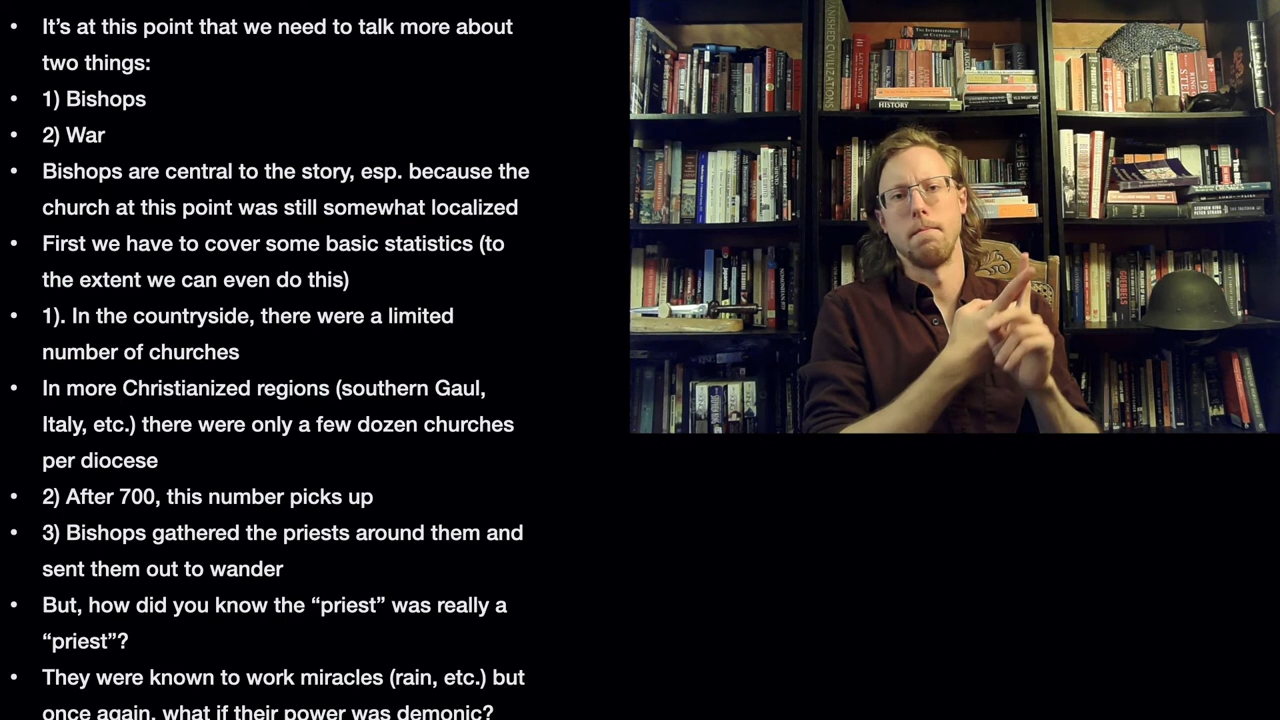 • It’s at this point that we need to talk more about
two things:
• 1) Bishops
• 2) War
• Bishops are central to the story, esp. because the
church at this point was still somewhat localized
• First we have to cover some basic statistics (to
the extent we can even do this)
• 1). In the countryside, there were a limited
number of churches
• In more Christianized regions (southern Gaul,
Italy, etc.) there were only a few dozen churches
per diocese
• 2) After 700, this number picks up
• 3) Bishops gathered the priests around them and
sent them out to wander
• But, how did you know the “priest” was really a
“priest”?
• They were known to work miracles (rain, etc.) but
once again, what if their power was demonic?
VANISHED CIVILIZATIONS
HISTORY
GOEBBELS